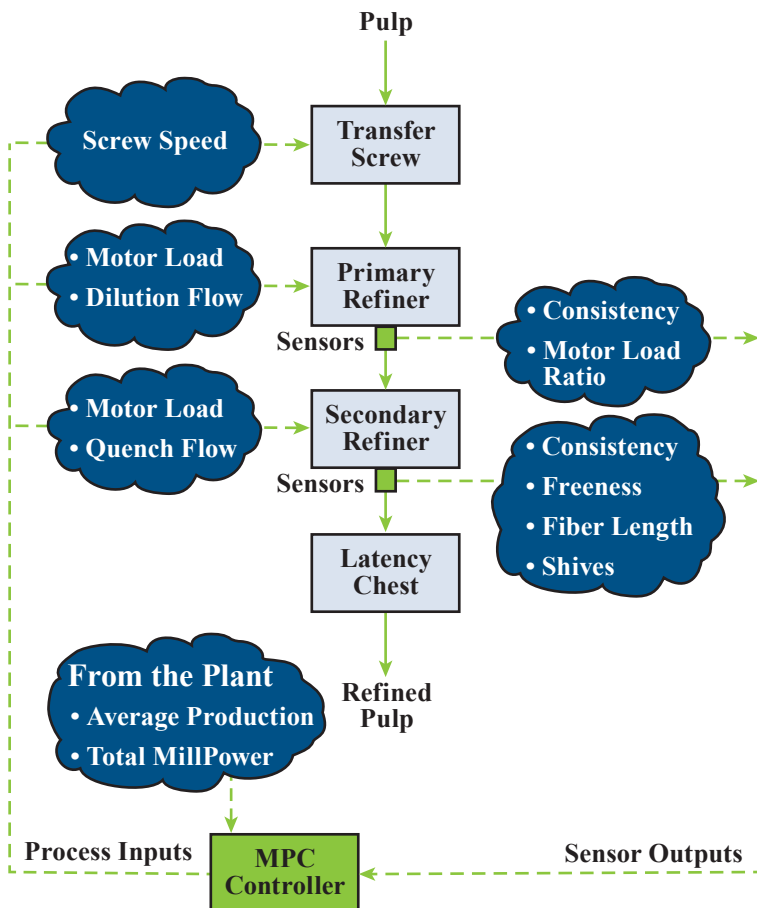 Pulp
Screw Speed
Transfer
Screw
• Motor Load
• Dilution Flow
Primary
Refiner
Sensors
• Consistency
• Motor Load
Ratio
• Motor Load
• Quench Flow
Secondary
Refiner
Sensors
• Consistency
• Freeness
• Fiber Length
• Shives
Latency
Chest
From the Plant
• Average Production
• Total MillPower
Refined
Pulp
Process Inputs
MPC
Controller
Sensor Outputs